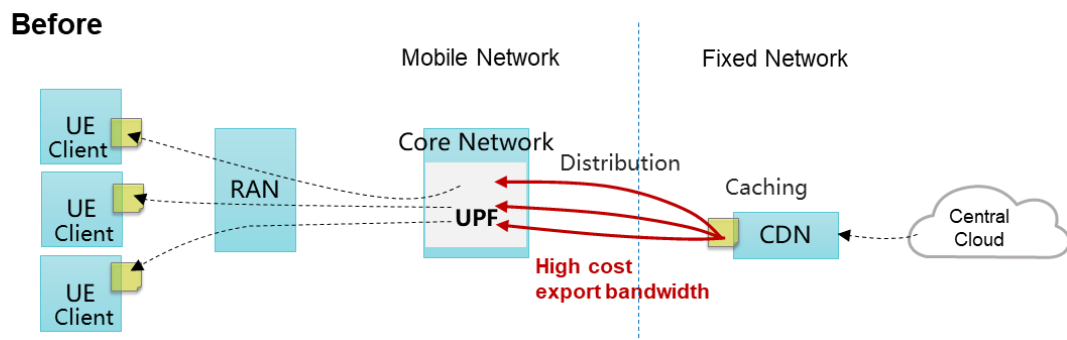 Before
Mobile Network
Fixed Network
UE
Client
UE
Client
UE
Client
RAN
Core Network
UPF
Distribution
High cost
export bandwidth
Caching
CDN
Central
Cloud